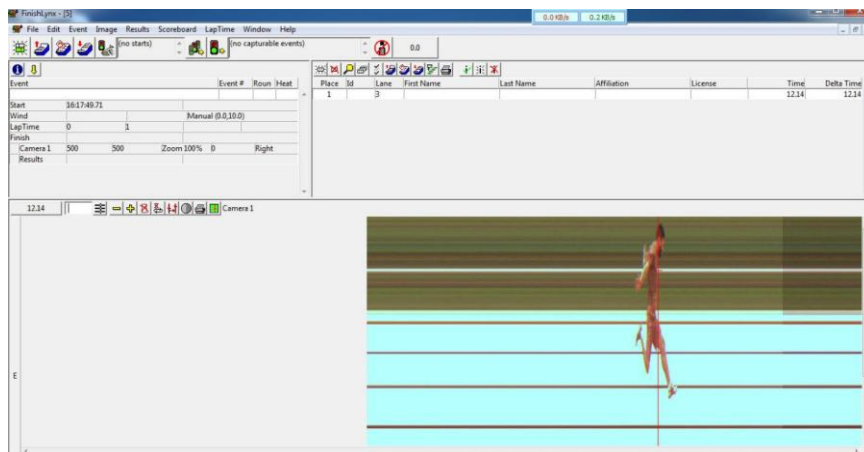 FinishLynx - [5]
0.0 KB/s 0.2 KB/s
File Edit Event Image Results Scoreboard LapTime Window Help
(no starts) (no capturable events) 0.0
Event Event # Roun Heat
Start 16:17:49.71
Wind Manual (0.0,10.0)
LapTime 0 1
Finish
Camera 1 500 500 Zoom 100% 0 Right
Results
Place Id Lane First Name Last Name Affiliation License Time Delta Time
1 3 12.14 12.14
12.14 Camera 1
E